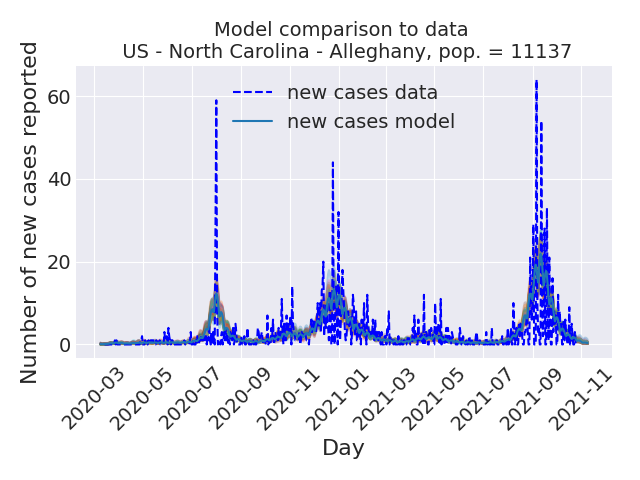 Model comparison to data
US - North Carolina - Alleghany, pop. = 11137
new cases data
new cases model
Number of new cases reported
60
40
20
0
2020-03
2020-05
2020-07
2020-09
2020-11
2021-01
2021-03
2021-05
2021-07
2021-09
2021-11
Day